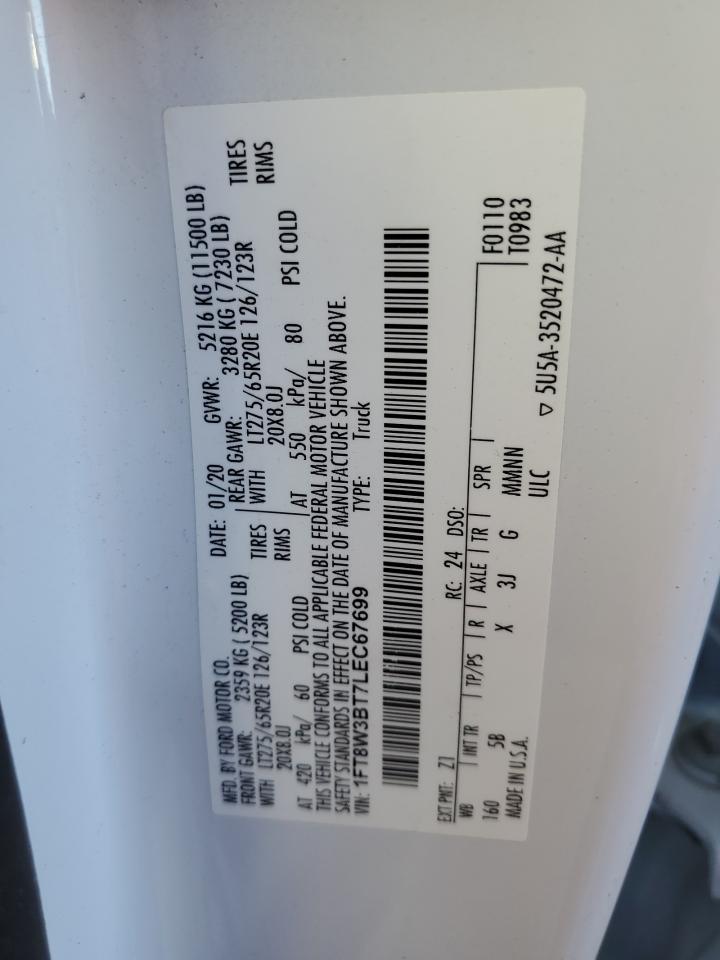 MFD. BY FORD MOTOR CO.
DATE: 01/20 GVWR: 5216 KG (11500 LB)
FRONT GAWR: 2359 KG ( 5200 LB) REAR GAWR: 3280 KG ( 7230 LB)
WITH LT275/65R20E 126/123R TIRES WITH LT275/65R20E 126/123R TIRES
20X8.0J RIMS 20X8.0J RIMS
AT 420 kPa/ 60 PSI COLD AT 550 kPa/ 80 PSI COLD
THIS VEHICLE CONFORMS TO ALL APPLICABLE FEDERAL MOTOR VEHICLE
SAFETY STANDARDS IN EFFECT ON THE DATE OF MANUFACTURE SHOWN ABOVE.
VIN: 1FT8W3BT7LEC67699 TYPE: Truck
EXT PNT: Z1 RC: 24 DSO:
WB INT TR TP/PS R AXLE TR SPR F0110
160 5B X 3J G MMNN T0983
MADE IN U.S.A. ULC
▽ 5U5A-3520472-AA